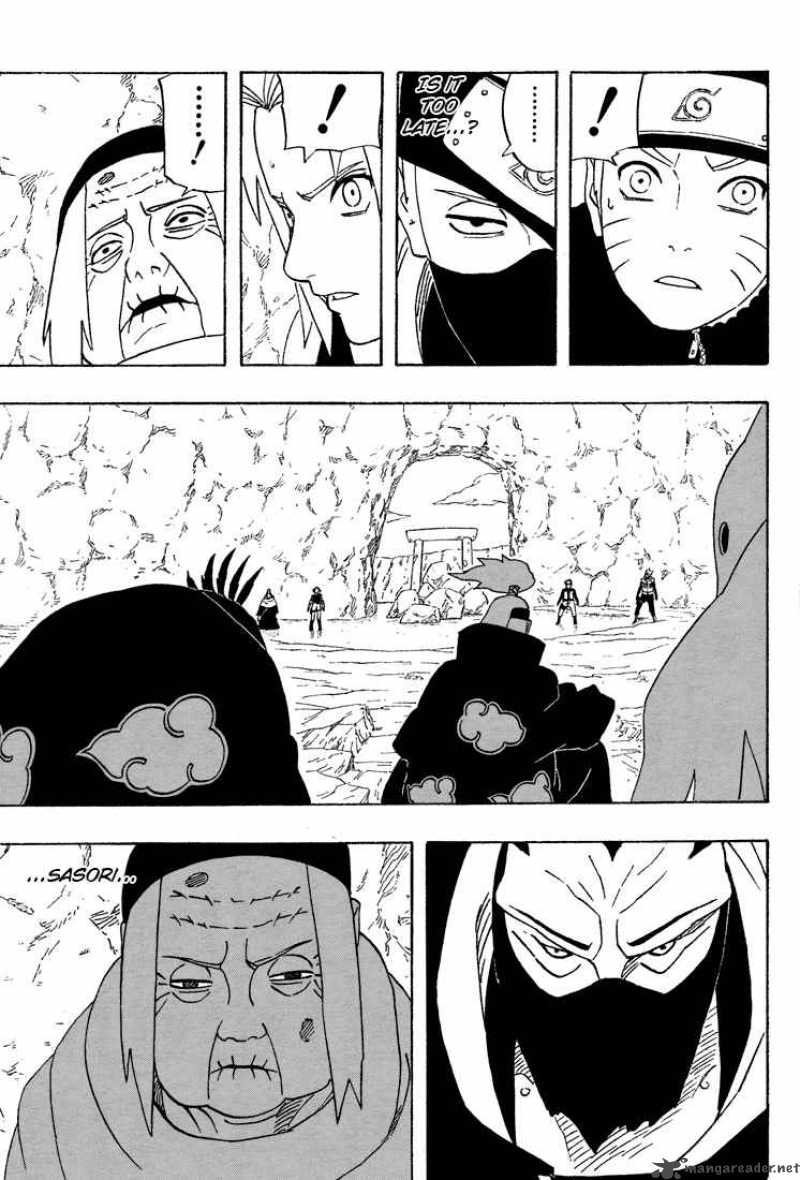 !
......
IS IT
TOO
LATE...?
!
......!
...SASORI...
mangareader.net